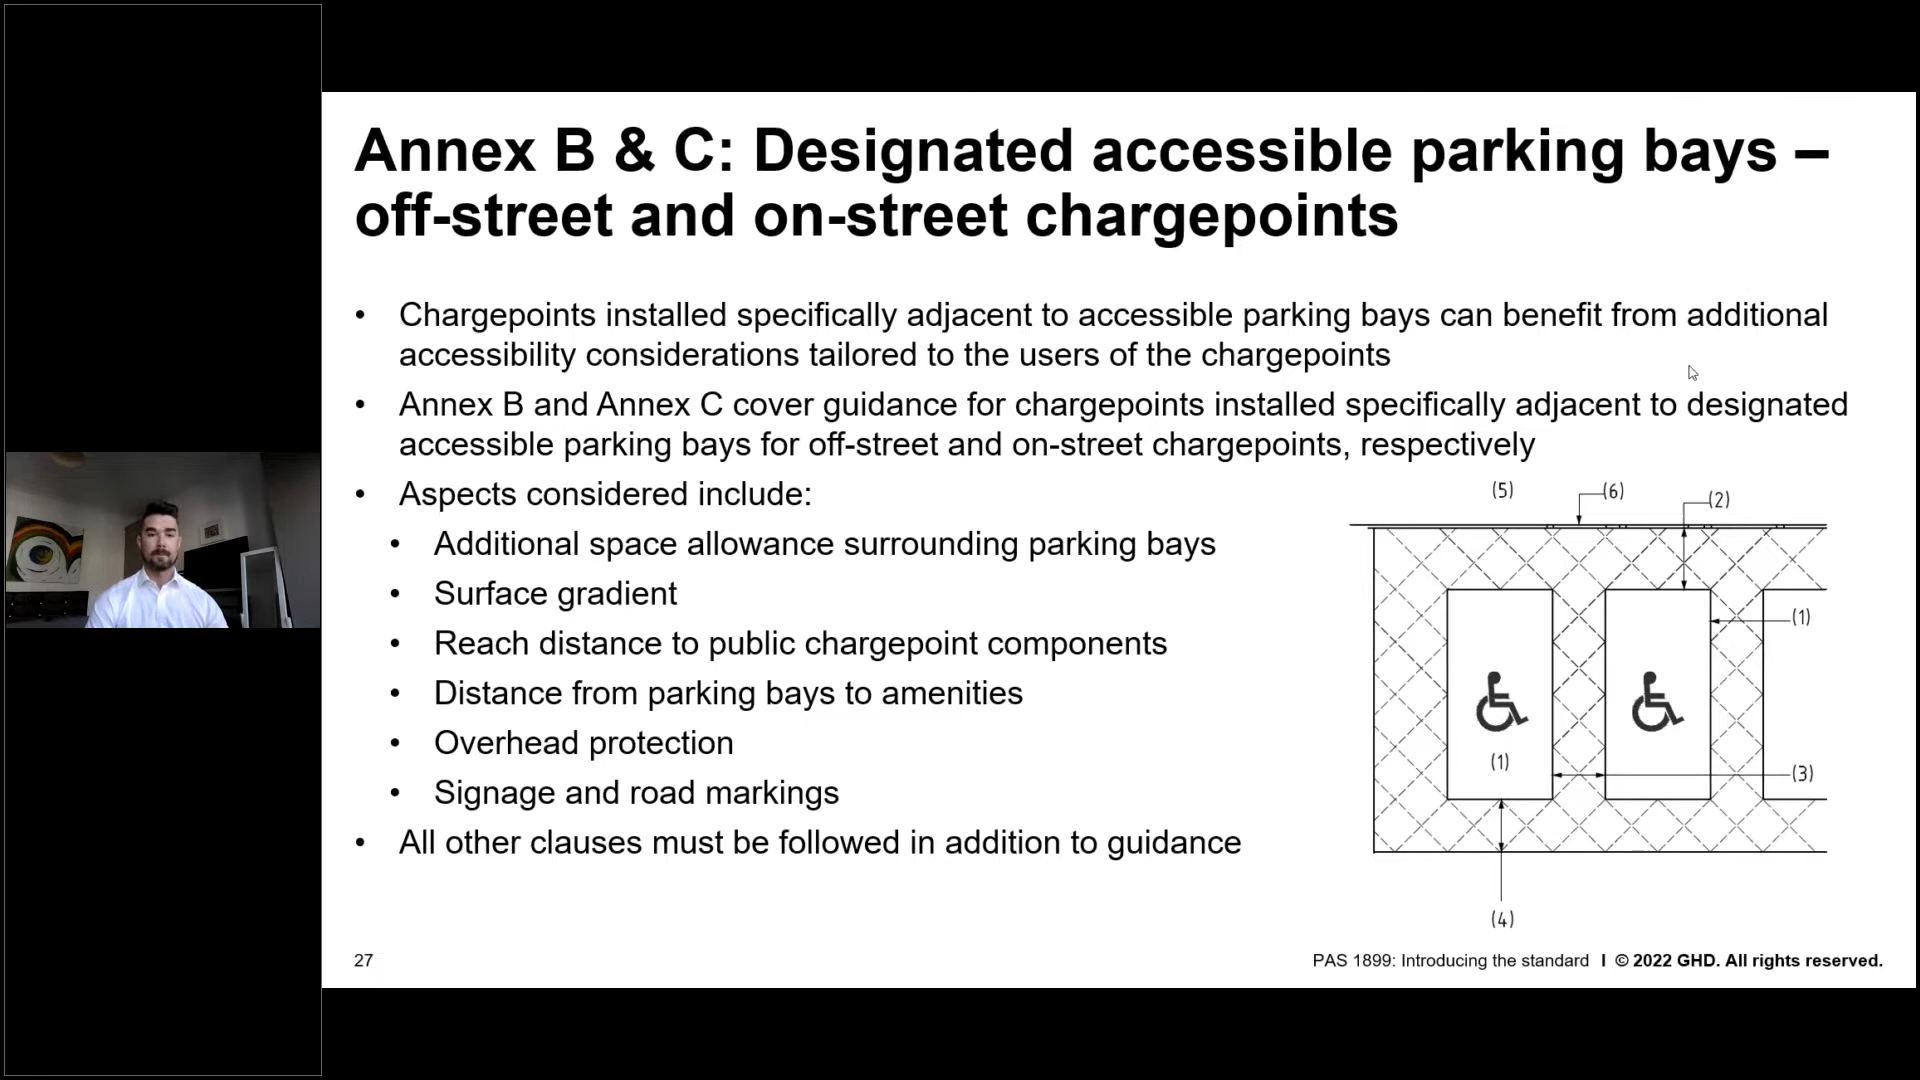 Annex B & C: Designated accessible parking bays –
off-street and on-street chargepoints
• Chargepoints installed specifically adjacent to accessible parking bays can benefit from additional
accessibility considerations tailored to the users of the chargepoints
• Annex B and Annex C cover guidance for chargepoints installed specifically adjacent to designated
accessible parking bays for off-street and on-street chargepoints, respectively
• Aspects considered include:
• Additional space allowance surrounding parking bays
• Surface gradient
• Reach distance to public chargepoint components
• Distance from parking bays to amenities
• Overhead protection
• Signage and road markings
• All other clauses must be followed in addition to guidance
(5)
(6)
(2)
(1)
(1)
(3)
(4)
27
PAS 1899: Introducing the standard I © 2022 GHD. All rights reserved.